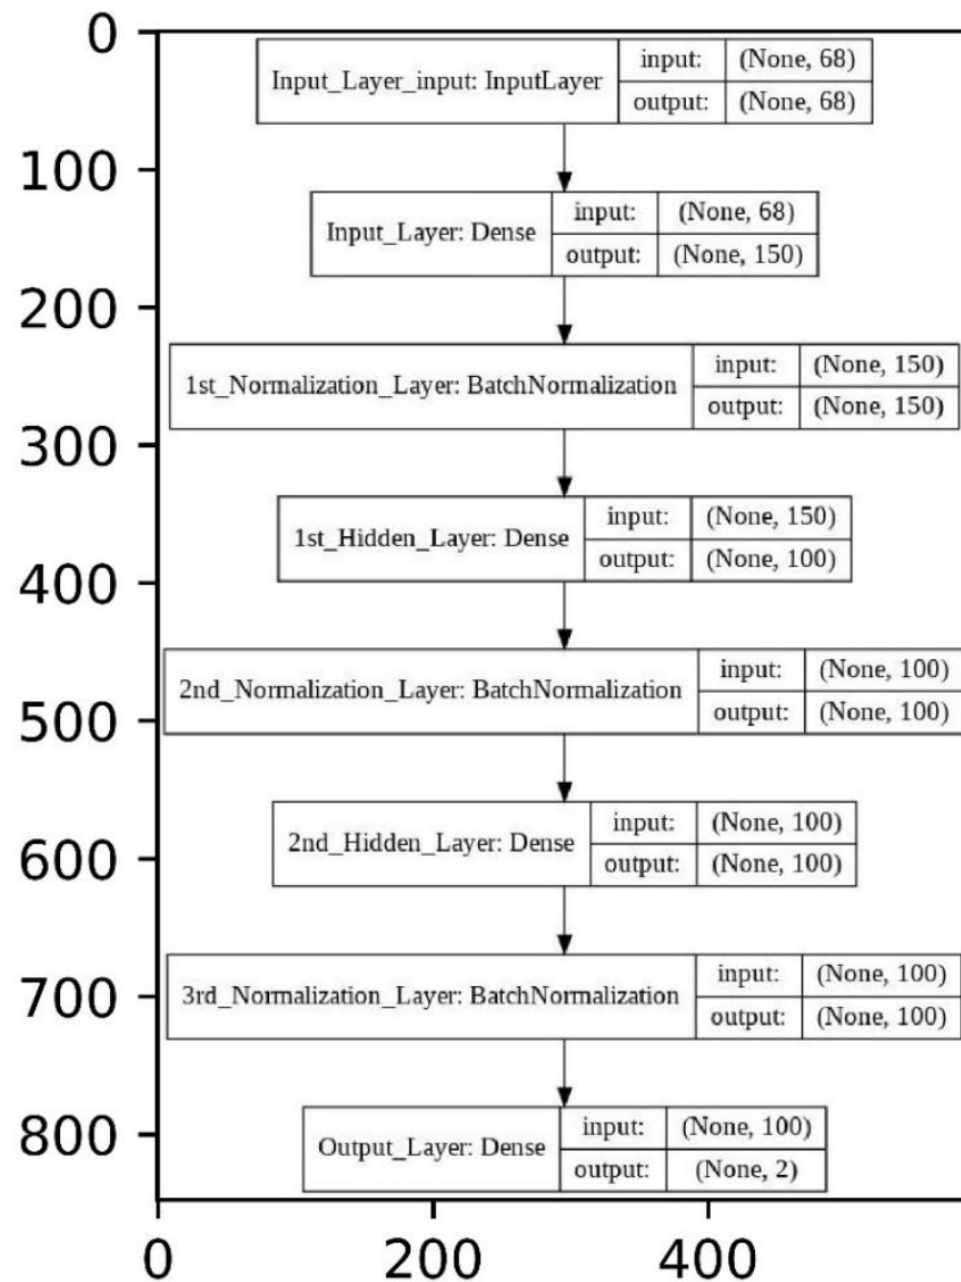 0
Input_Layer_input: InputLayer
input: (None, 68)
output: (None, 68)
100
Input_Layer: Dense
input: (None, 68)
output: (None, 150)
200
1st_Normalization_Layer: BatchNormalization
input: (None, 150)
output: (None, 150)
300
1st_Hidden_Layer: Dense
input: (None, 150)
output: (None, 100)
400
2nd_Normalization_Layer: BatchNormalization
input: (None, 100)
output: (None, 100)
500
2nd_Hidden_Layer: Dense
input: (None, 100)
output: (None, 100)
600
3rd_Normalization_Layer: BatchNormalization
input: (None, 100)
output: (None, 100)
700
Output_Layer: Dense
input: (None, 100)
output: (None, 2)
800
0 200 400